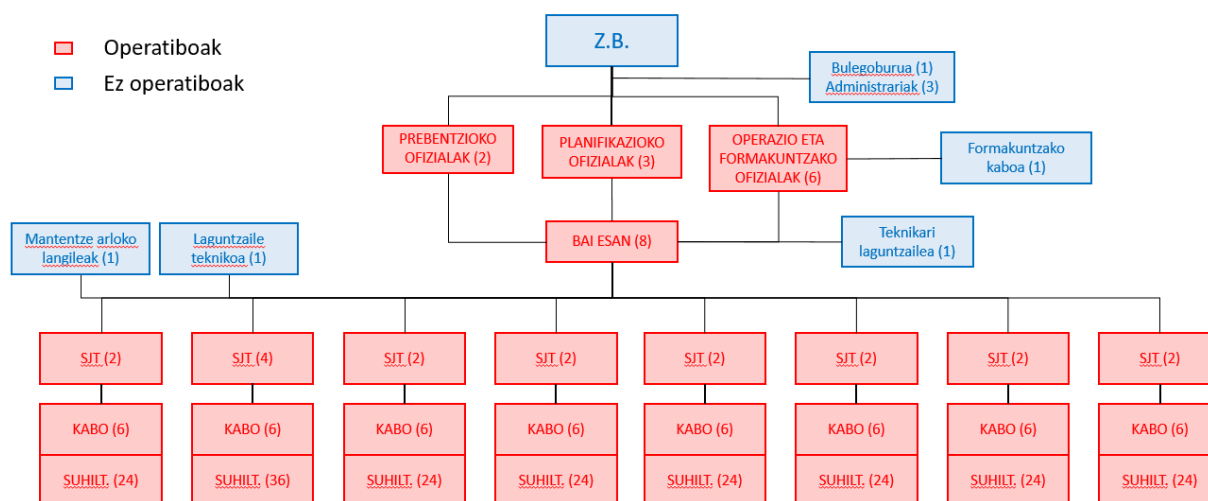 Operatiboak
Ez operatiboak
Z.B.
Bulegoburua (1)
Administrariak (3)
PREBENTZIOKO
OFIZIALAK (2)
PLANIFIKAZIOKO
OFIZIALAK (3)
OPERAZIO ETA
FORMAKUNTZAKO
OFIZIALAK (6)
Formakuntzako
kaboa (1)
Mantentze arloko
langileak (1)
Laguntzaile
teknikoa (1)
BAI ESAN (8)
Teknikari
laguntzailea (1)
SJT (2)
SJT (4)
SJT (2)
SJT (2)
SJT (2)
SJT (2)
SJT (2)
SJT (2)
KABO (6)
KABO (6)
KABO (6)
KABO (6)
KABO (6)
KABO (6)
KABO (6)
KABO (6)
SUHILT. (24)
SUHILT. (36)
SUHILT. (24)
SUHILT. (24)
SUHILT. (24)
SUHILT. (24)
SUHILT. (24)
SUHILT. (24)